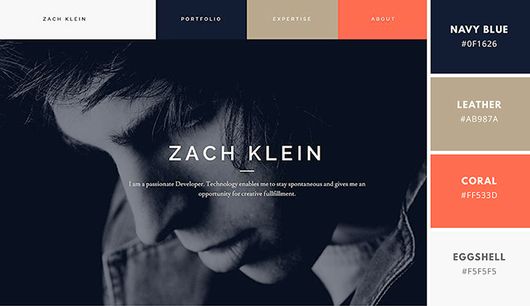 ZACH KLEIN
PORTFOLIO
EXPERTISE
ABOUT
ZACH KLEIN
I am a passionate Developer. Technology enables me to stay spontaneous and gives me an
opportunity for creative fullfillment.
NAVY BLUE
#0F1626
LEATHER
#AB987A
CORAL
#FF533D
EGGSHELL
#F5F5F5